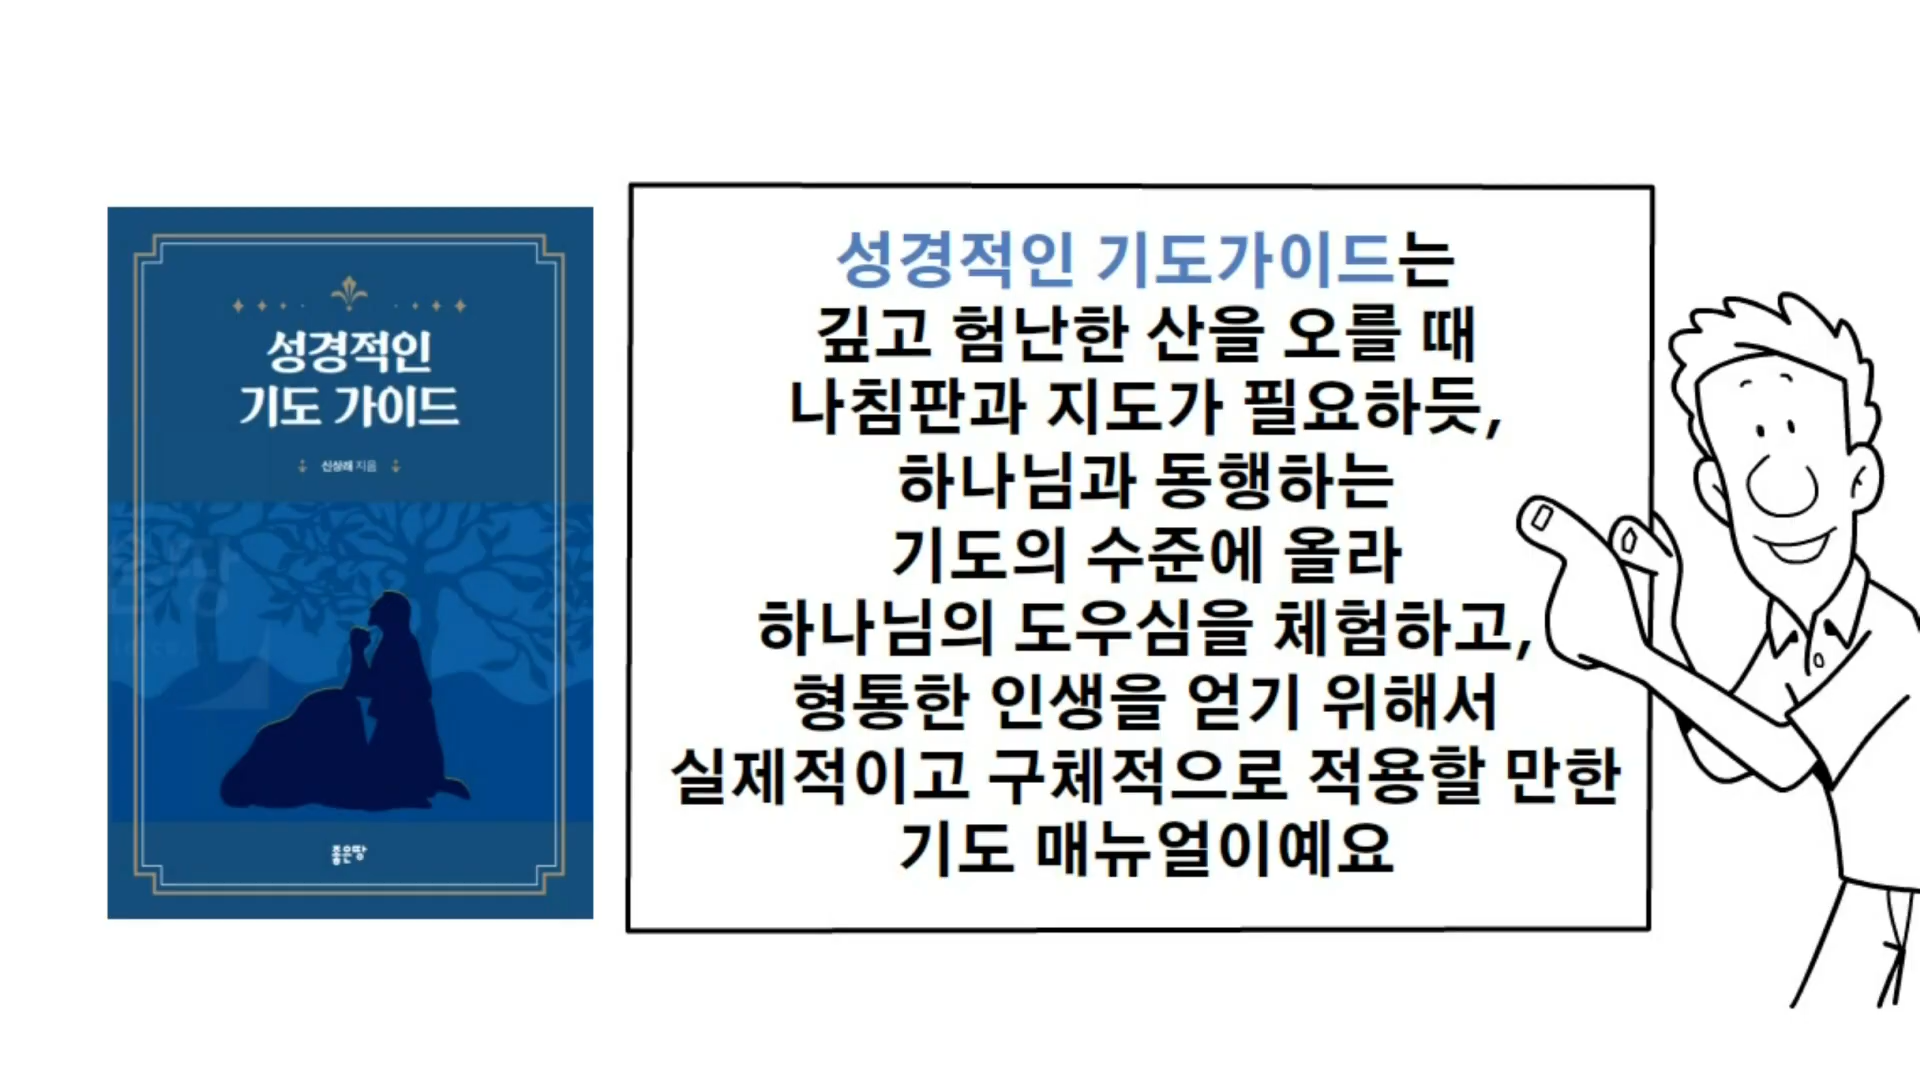 성경적인
기도 가이드
신상래 지음
좋은땅
성경적인 기도가이드는
깊고 험난한 산을 오를 때
나침판과 지도가 필요하듯,
하나님과 동행하는
기도의 수준에 올라
하나님의 도우심을 체험하고,
형통한 인생을 얻기 위해서
실제적이고 구체적으로 적용할 만한
기도 매뉴얼이예요